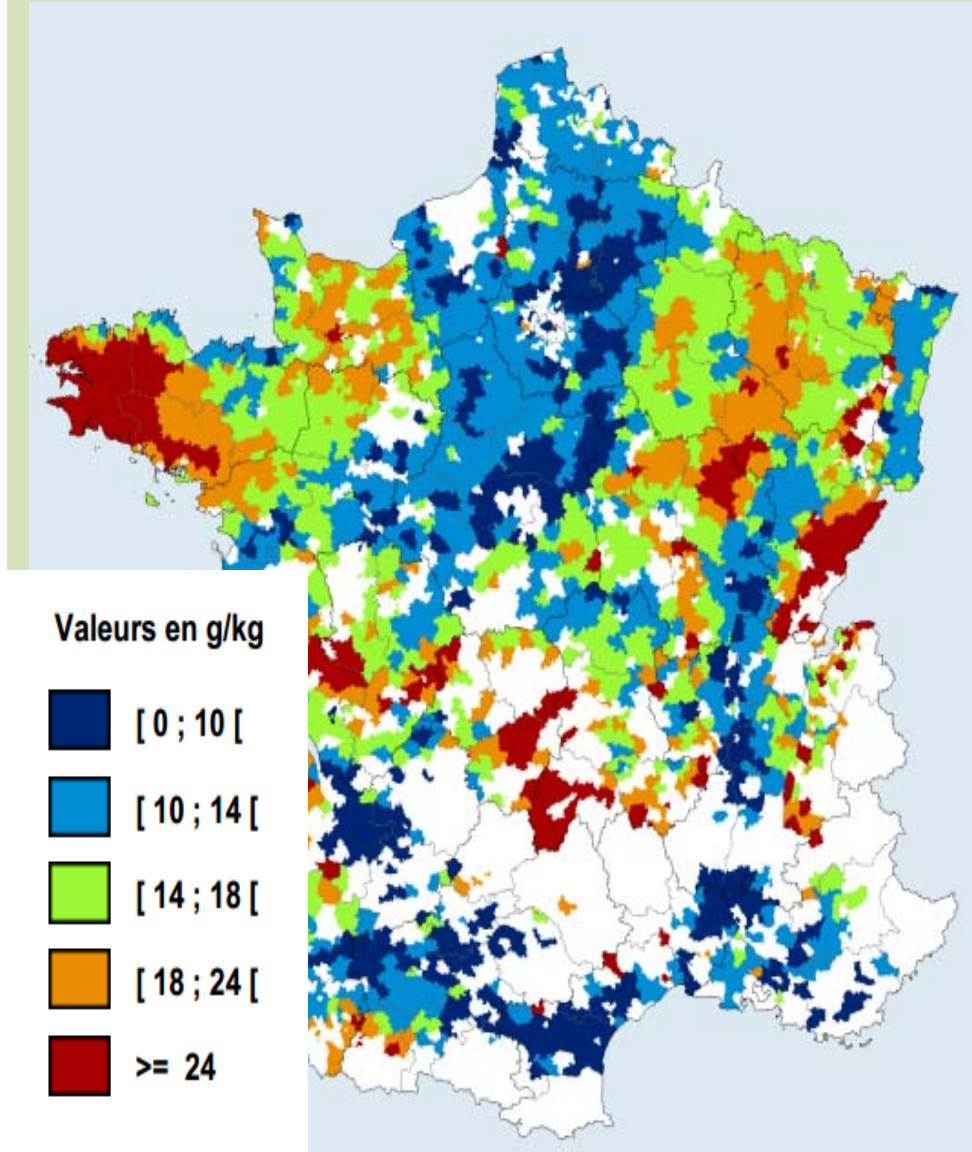 Valeurs en g/kg
[ 0 ; 10 [
[ 10 ; 14 [
[ 14 ; 18 [
[ 18 ; 24 [
>= 24